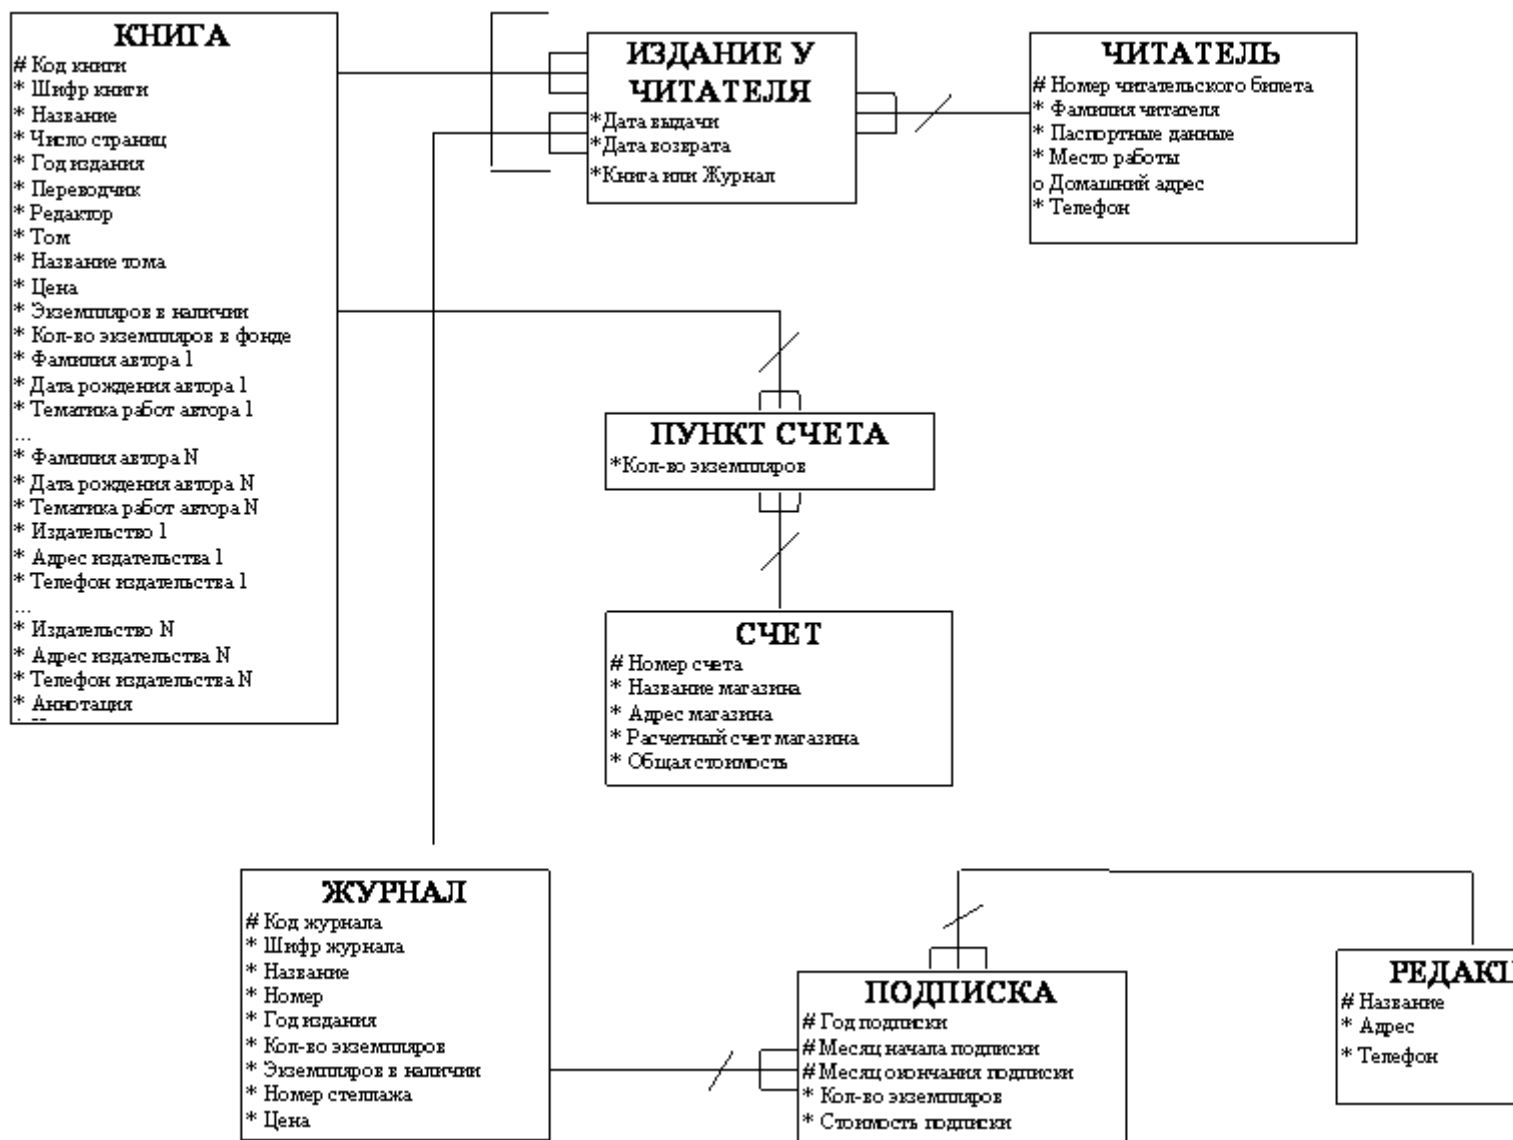 КНИГА
# Код книги
* Шифр книги
* Название
* Число страниц
* Год издания
* Переводчик
* Редактор
* Том
* Название тома
* Цена
* Экземпляров в наличии
* Кол-во экземпляров в фонде
* Фамилия автора 1
* Дата рождения автора 1
* Тематика работ автора 1
...
* Фамилия автора N
* Дата рождения автора N
* Тематика работ автора N
* Издательство 1
* Адрес издательства 1
* Телефон издательства 1
...
* Издательство N
* Адрес издательства N
* Телефон издательства N
* Аннотация
ИЗДАНИЕ У
ЧИТАТЕЛЯ
*Дата выдачи
*Дата возврата
*Книга или Журнал
ЧИТАТЕЛЬ
# Номер читательского билета
* Фамилия читателя
* Паспортные данные
* Место работы
o Домашний адрес
* Телефон
ПУНКТ СЧЕТА
*Кол-во экземпляров
СЧЕТ
# Номер счета
* Название магазина
* Адрес магазина
* Расчетный счет магазина
* Общая стоимость
ЖУРНАЛ
# Код журнала
* Шифр журнала
* Название
* Номер
* Год издания
* Кол-во экземпляров
* Экземпляров в наличии
* Номер стеллажа
* Цена
ПОДПИСКА
# Год подписки
# Месяц начала подписки
# Месяц окончания подписки
* Кол-во экземпляров
* Стоимость подписки
# Название
* Адрес
* Телефон